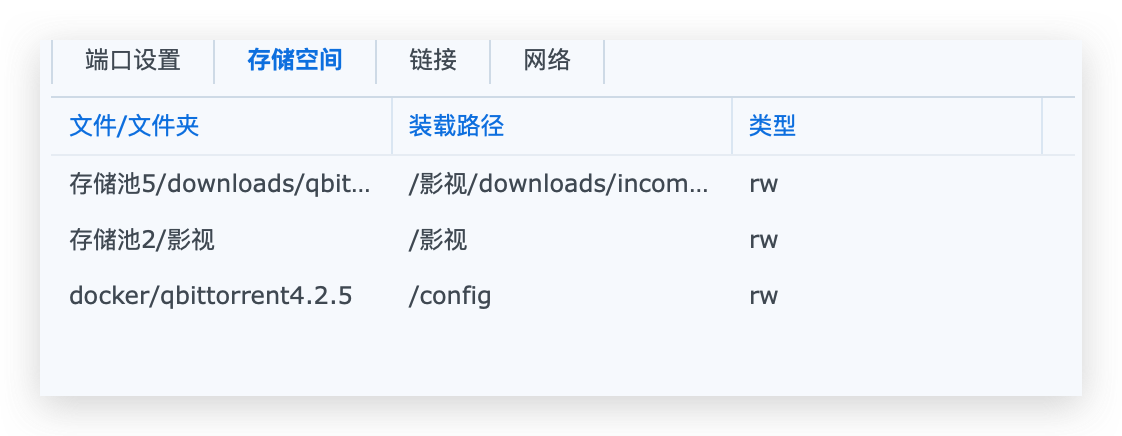 端口设置 存储空间 链接 网络
文件/文件夹 装载路径 类型
存储池5/downloads/qbit... /影视/downloads/incom... rw
存储池2/影视 /影视 rw
docker/qbittorrent4.2.5 /config rw